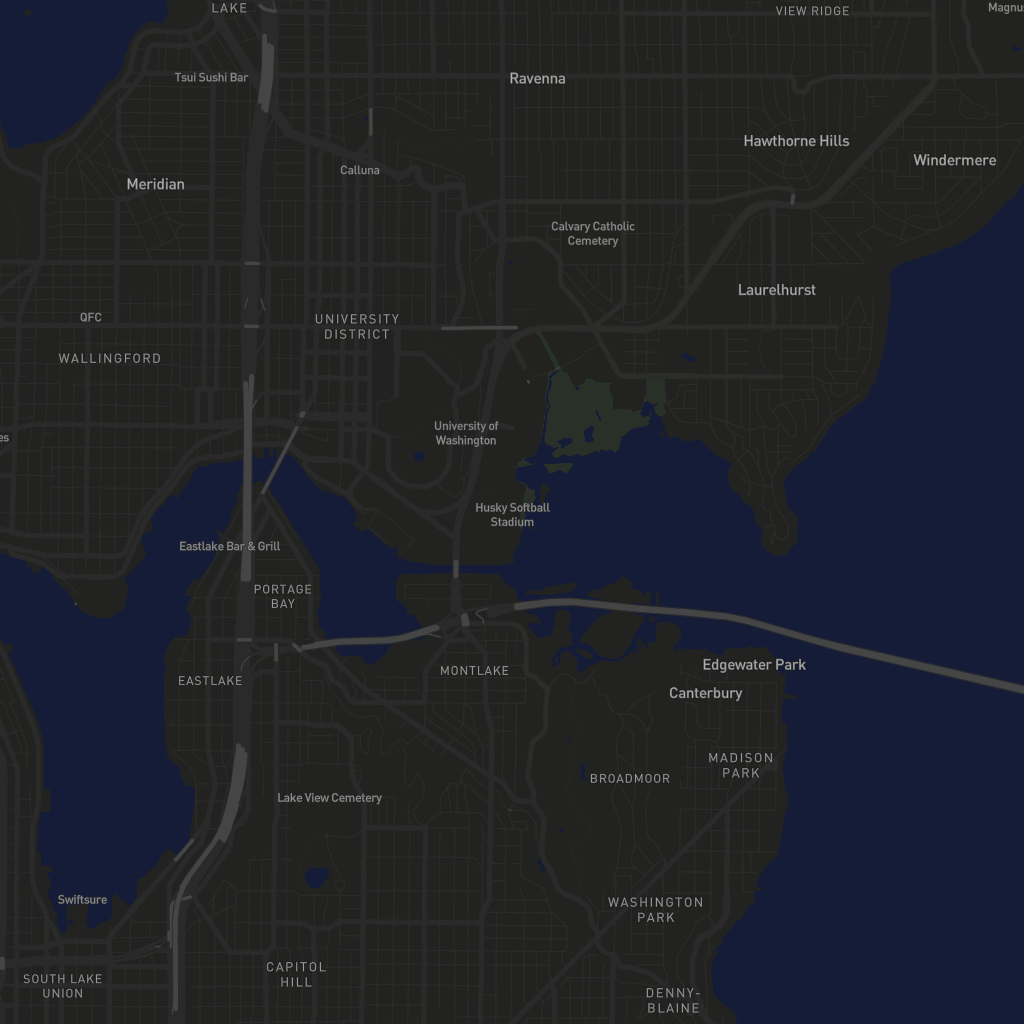 LAKE
VIEW RIDGE
Tsui Sushi Bar
Ravenna
Hawthorne Hills
Windermere
Calluna
Meridian
Calvary Catholic
Cemetery
Laurelhurst
QFC
UNIVERSITY
DISTRICT
WALLINGFORD
University of
Washington
Husky Softball
Stadium
Eastlake Bar & Grill
PORTAGE
BAY
Edgewater Park
MONTLAKE
EASTLAKE
Canterbury
MADISON
PARK
BROADMOOR
Lake View Cemetery
Swiftsure
WASHINGTON
PARK
CAPITOL
HILL
SOUTH LAKE
UNION
DENNY-
BLAINE